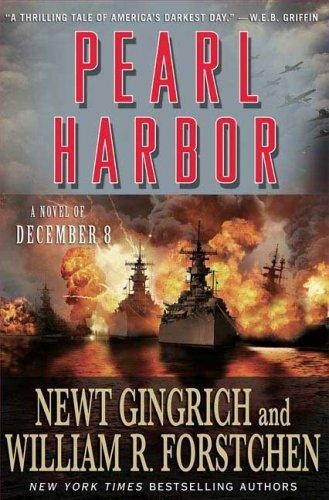 "A THRILLING TALE OF AMERICA'S DARKEST DAY." —W.E.B. GRIFFIN
PEARL
HARBOR
A NOVEL OF
DECEMBER 8
NEWT GINGRICH and
WILLIAM R. FORSTCHEN
NEW YORK TIMES BESTSELLING AUTHORS